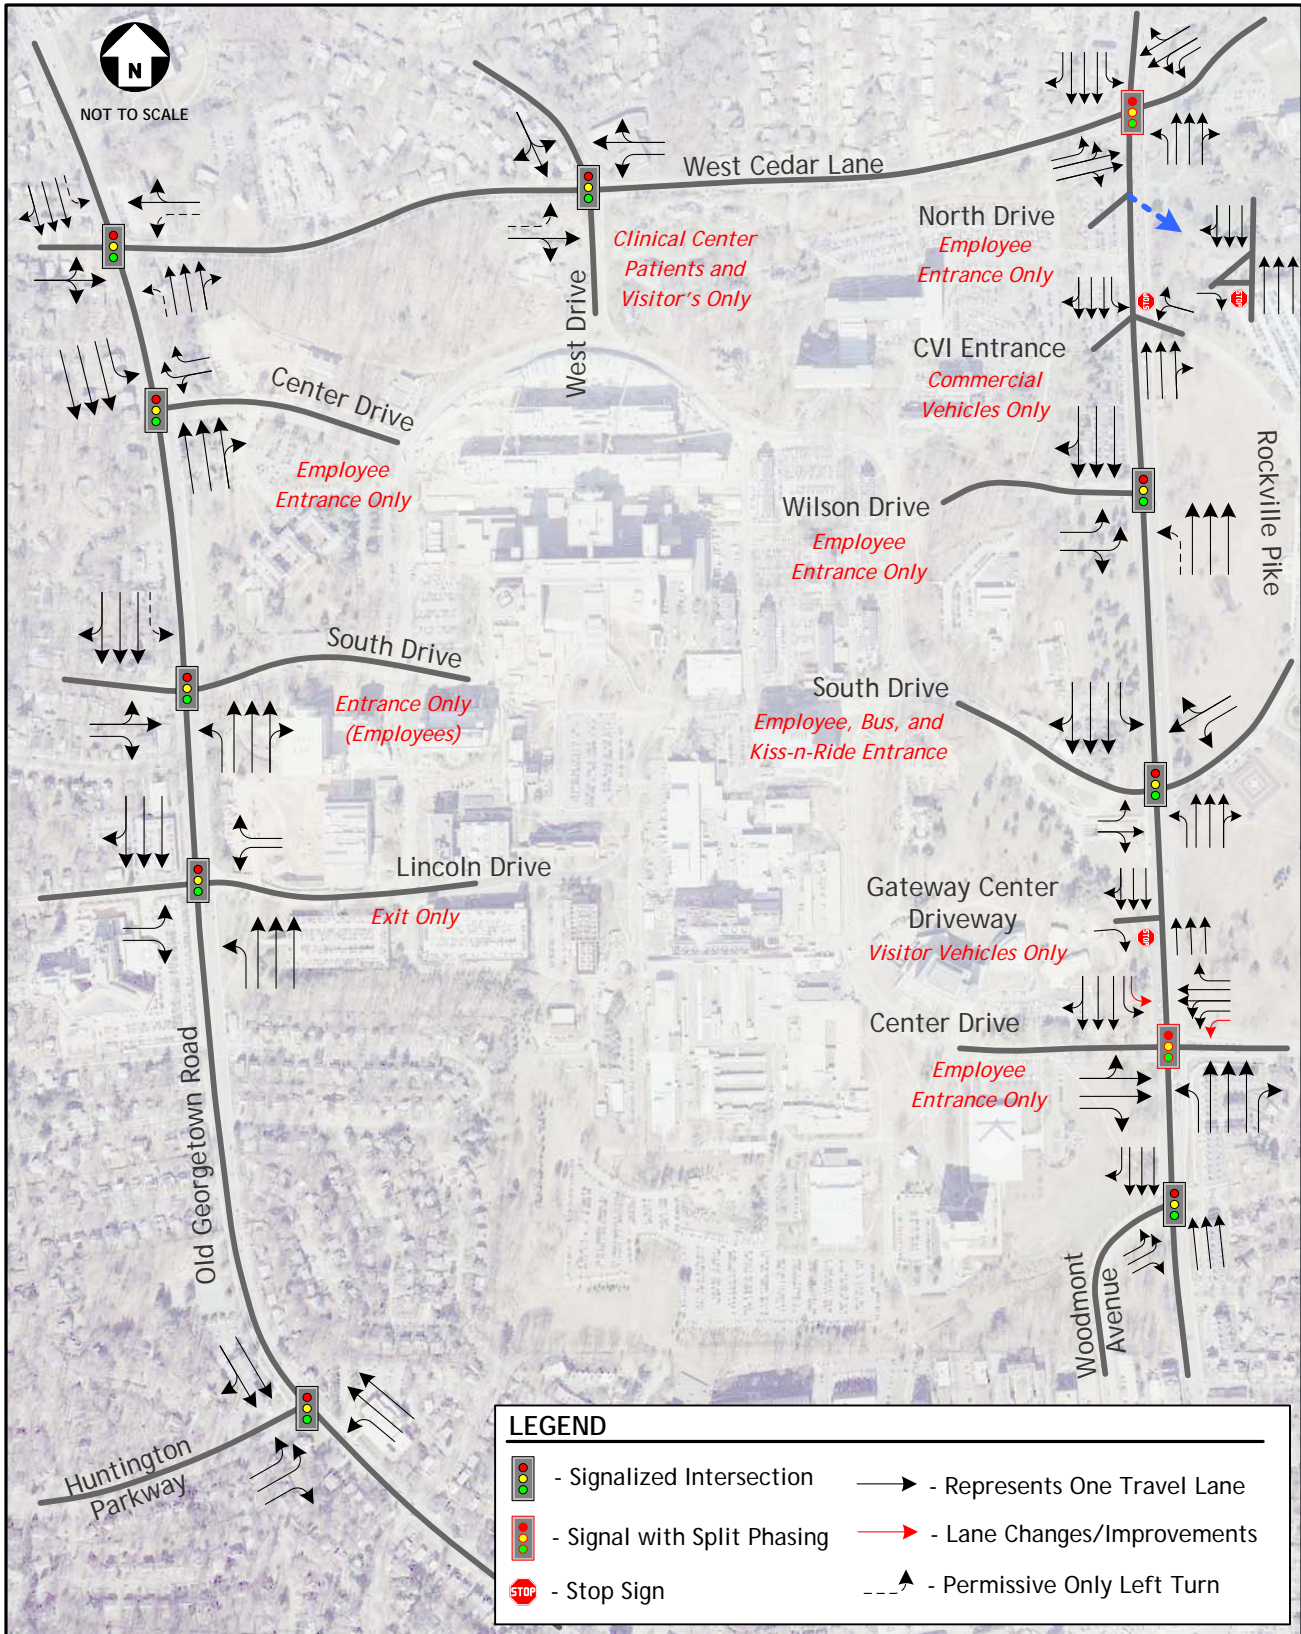 N
NOT TO SCALE
West Cedar Lane
North Drive
Employee
Entrance Only
Clinical Center
Patients and
Visitor's Only
West Drive
STOP
STOP
CVI Entrance
Commercial
Vehicles Only
Center Drive
Employee
Entrance Only
Rockville Pike
Wilson Drive
Employee
Entrance Only
South Drive
Entrance Only
(Employees)
South Drive
Employee, Bus, and
Kiss-n-Ride Entrance
Lincoln Drive
Exit Only
Gateway Center
Driveway
Visitor Vehicles Only
STOP
Center Drive
Employee
Entrance Only
Old Georgetown Road
Woodmont
Avenue
Huntington
Parkway
LEGEND
- Signalized Intersection
- Represents One Travel Lane
- Signal with Split Phasing
- Lane Changes/Improvements
STOP
- Stop Sign
- Permissive Only Left Turn